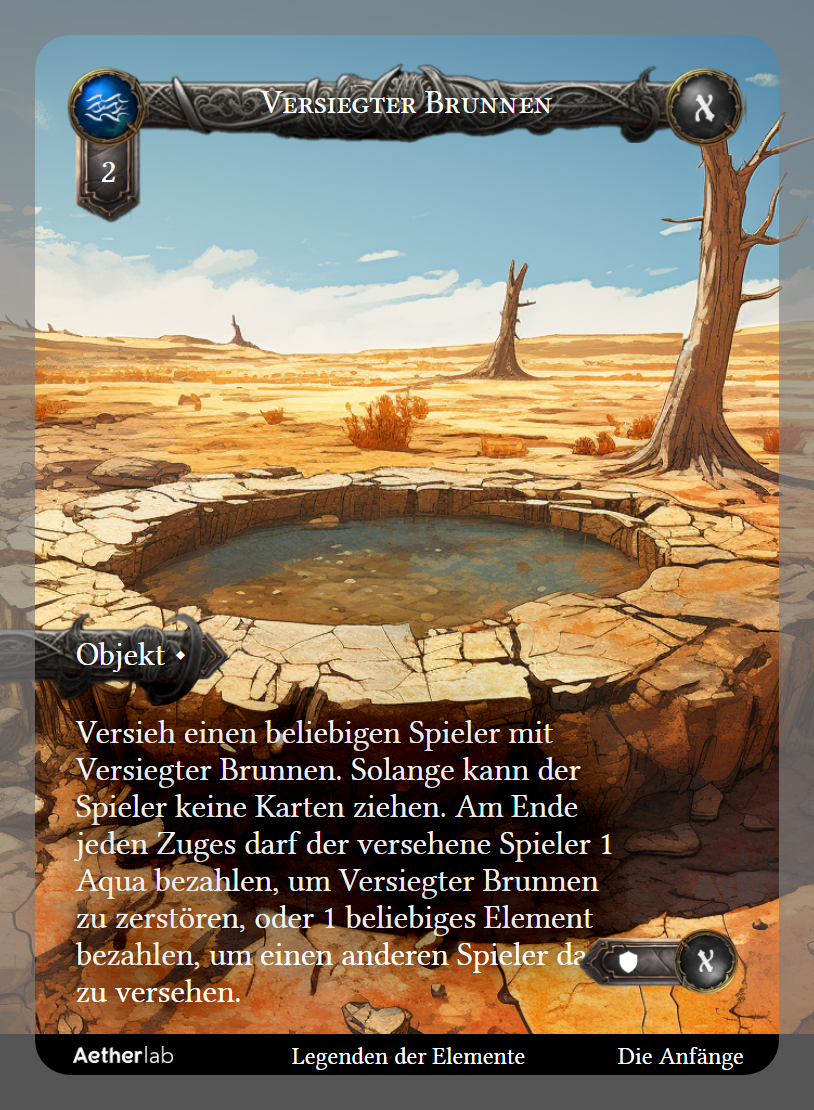 Versiegter Brunnen
2
Objekt
Versieh einen beliebigen Spieler mit
Versiegter Brunnen. Solange kann der
Spieler keine Karten ziehen. Am Ende
jeden Zuges darf der versehene Spieler 1
Aqua bezahlen, um Versiegter Brunnen
zu zerstören, oder 1 beliebiges Element
bezahlen, um einen anderen Spieler da
zu versehen.
Aetherlab Legenden der Elemente Die Anfänge